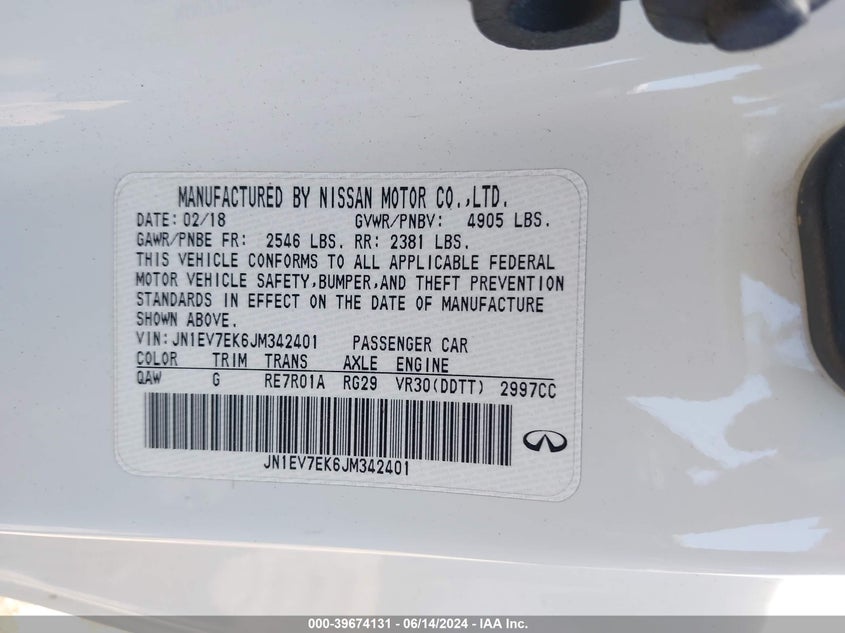 MANUFACTURED BY NISSAN MOTOR CO.,LTD.
DATE: 02/18 GVWR/PNBV: 4905 LBS.
GAWR/PNBE FR: 2546 LBS. RR: 2381 LBS.
THIS VEHICLE CONFORMS TO ALL APPLICABLE FEDERAL
MOTOR VEHICLE SAFETY,BUMPER,AND THEFT PREVENTION
STANDARDS IN EFFECT ON THE DATE OF MANUFACTURE
SHOWN ABOVE.
VIN: JN1EV7EK6JM342401 PASSENGER CAR
COLOR TRIM TRANS AXLE ENGINE
QAW G RE7R01A RG29 VR30(DDTT) 2997CC
JN1EV7EK6JM342401
000-39674131 - 06/14/2024 - IAA Inc.